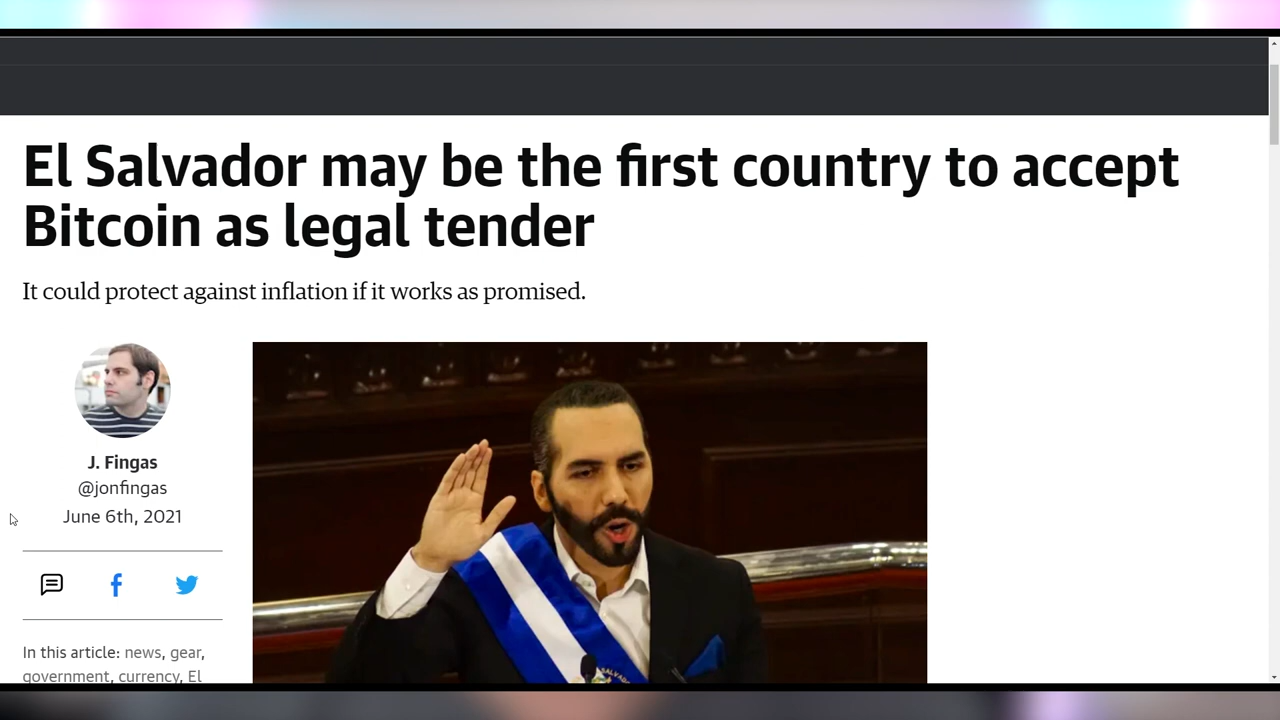 El Salvador may be the first country to accept
Bitcoin as legal tender
It could protect against inflation if it works as promised.
J. Fingas
@jonfingas
June 6th, 2021
In this article: news, gear,
government, currency, El
SALVADOR